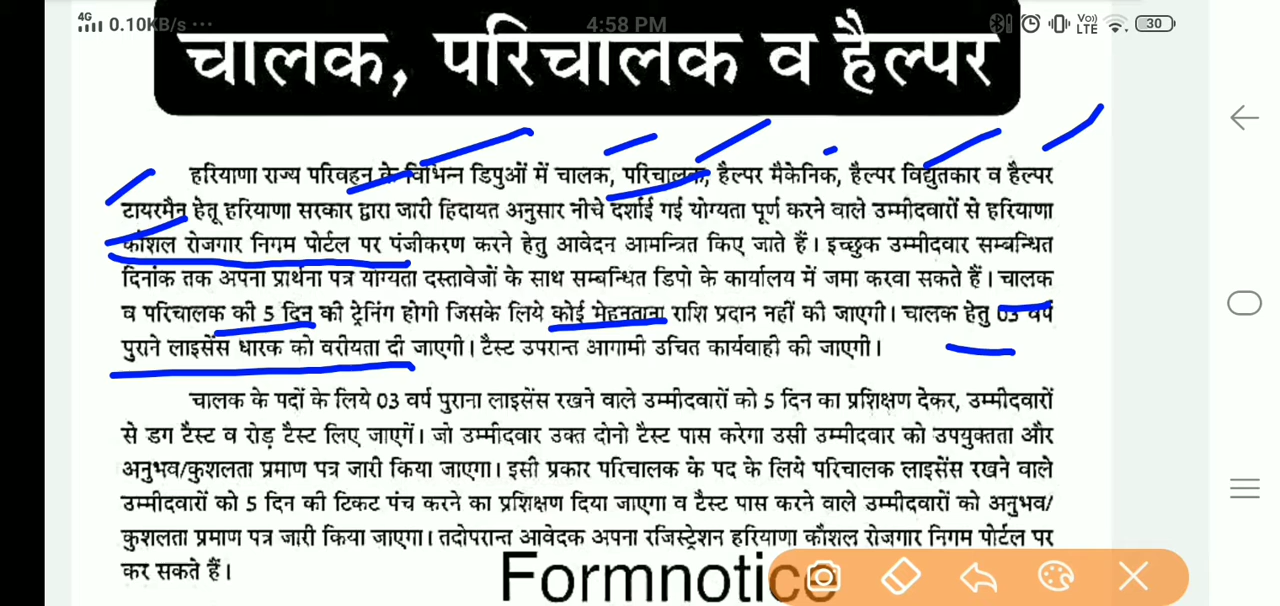 4G 0.10KB/s ... 4:58 PM Vo)) LTE 30
चालक, परिचालक व हैल्पर
हरियाणा राज्य परिवहन के विभिन्न डिपुओं में चालक, परिचालक, हैल्पर मैकेनिक, हैल्पर विद्युतकार व हैल्पर
टायरमैन हेतू हरियाणा सरकार द्वारा जारी हिदायत अनुसार नीचे दर्शाई गई योग्यता पूर्ण करने वाले उम्मीदवारों से हरियाणा
कौशल रोजगार निगम पोर्टल पर पंजीकरण करने हेतु आवेदन आमन्त्रित किए जाते हैं। इच्छुक उम्मीदवार सम्बन्धित
दिनांक तक अपना प्रार्थना पत्र योग्यता दस्तावेजों के साथ सम्बन्धित डिपो के कार्यालय में जमा करवा सकते हैं। चालक
व परिचालक को 5 दिन की ट्रेनिंग होगी जिसके लिये कोई मेहनताना राशि प्रदान नहीं की जाएगी। चालक हेतु 03 वर्ष
पुराने लाइसेंस धारक को वरीयता दी जाएगी। टैस्ट उपरान्त आगामी उचित कार्यवाही की जाएगी।
चालक के पदों के लिये 03 वर्ष पुराना लाइसेंस रखने वाले उम्मीदवारों को 5 दिन का प्रशिक्षण देकर, उम्मीदवारों
से डग टैस्ट व रोड़ टैस्ट लिए जाएगें। जो उम्मीदवार उक्त दोनो टैस्ट पास करेगा उसी उम्मीदवार को उपयुक्तता और
अनुभव/कुशलता प्रमाण पत्र जारी किया जाएगा। इसी प्रकार परिचालक के पद के लिये परिचालक लाइसेंस रखने वाले
उम्मीदवारों को 5 दिन की टिकट पंच करने का प्रशिक्षण दिया जाएगा व टैस्ट पास करने वाले उम्मीदवारों को अनुभव/
कुशलता प्रमाण पत्र जारी किया जाएगा। तदोपरान्त आवेदक अपना रजिस्ट्रेशन हरियाणा कौशल रोजगार निगम पोर्टल पर
कर सकते हैं।
Formnotice